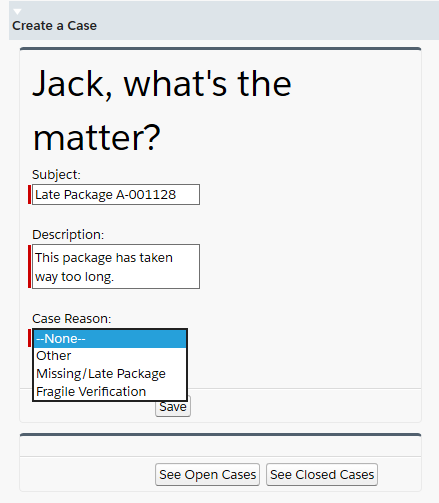 Create a Case
Jack, what's the
matter?
Subject:
Late Package A-001128
Description:
This package has taken
way too long.
Case Reason:
--None--
Other
Missing/Late Package
Fragile Verification
Save
See Open Cases See Closed Cases